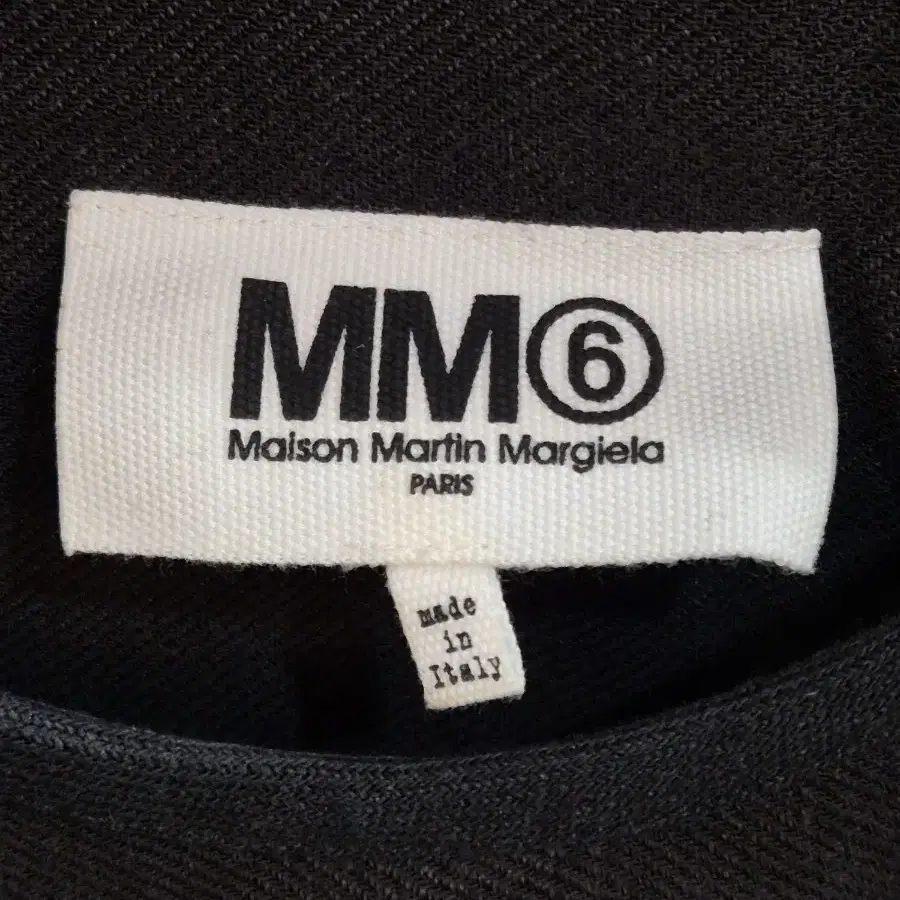 MM⑥
Maison Martin Margiela
PARIS
made
in
Italy